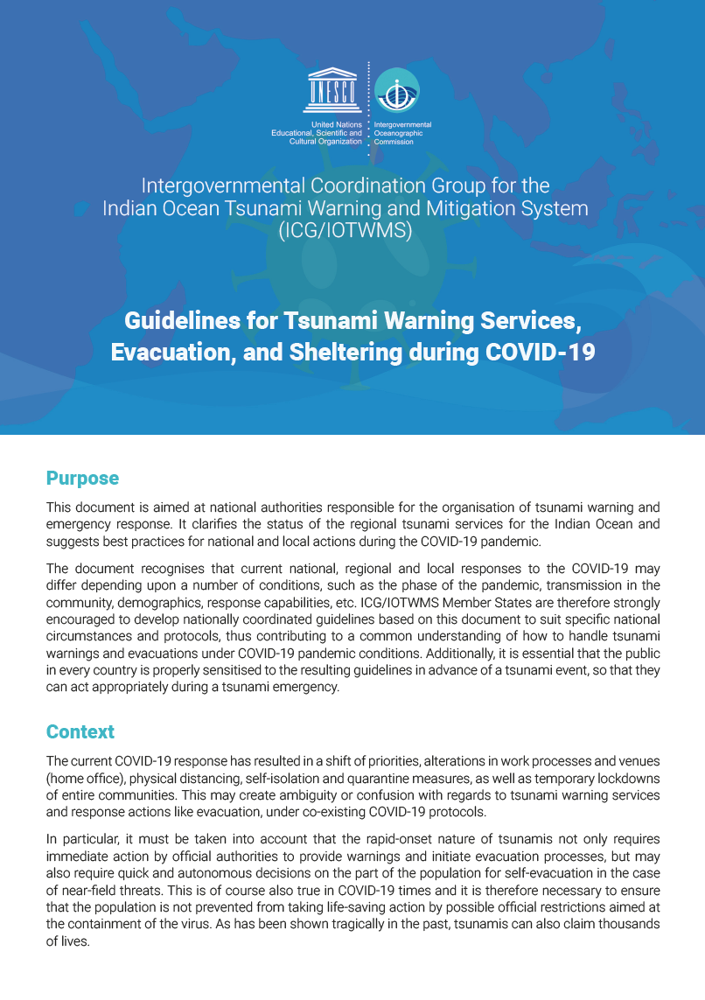 UNESCO
United Nations
Educational, Scientific and
Cultural Organization
Intergovernmental
Oceanographic
Commission
Intergovernmental Coordination Group for the
Indian Ocean Tsunami Warning and Mitigation System
(ICG/IOTWMS)
Guidelines for Tsunami Warning Services,
Evacuation, and Sheltering during COVID-19
Purpose
This document is aimed at national authorities responsible for the organisation of tsunami warning and
emergency response. It clarifies the status of the regional tsunami services for the Indian Ocean and
suggests best practices for national and local actions during the COVID-19 pandemic.
The document recognises that current national, regional and local responses to the COVID-19 may
differ depending upon a number of conditions, such as the phase of the pandemic, transmission in the
community, demographics, response capabilities, etc. ICG/IOTWMS Member States are therefore strongly
encouraged to develop nationally coordinated guidelines based on this document to suit specific national
circumstances and protocols, thus contributing to a common understanding of how to handle tsunami
warnings and evacuations under COVID-19 pandemic conditions. Additionally, it is essential that the public
in every country is properly sensitised to the resulting guidelines in advance of a tsunami event, so that they
can act appropriately during a tsunami emergency.
Context
The current COVID-19 response has resulted in a shift of priorities, alterations in work processes and venues
(home office), physical distancing, self-isolation and quarantine measures, as well as temporary lockdowns
of entire communities. This may create ambiguity or confusion with regards to tsunami warning services
and response actions like evacuation, under co-existing COVID-19 protocols.
In particular, it must be taken into account that the rapid-onset nature of tsunamis not only requires
immediate action by official authorities to provide warnings and initiate evacuation processes, but may
also require quick and autonomous decisions on the part of the population for self-evacuation in the case
of near-field threats. This is of course also true in COVID-19 times and it is therefore necessary to ensure
that the population is not prevented from taking life-saving action by possible official restrictions aimed at
the containment of the virus. As has been shown tragically in the past, tsunamis can also claim thousands
of lives.